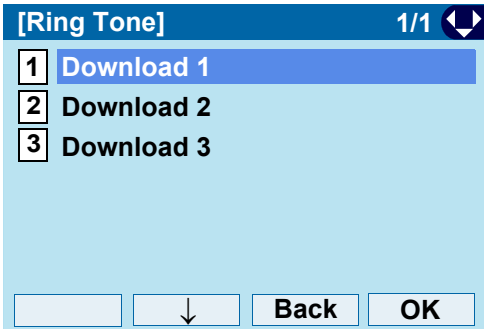 [Ring Tone] 1/1
1 Download 1
2 Download 2
3 Download 3
↓ Back OK